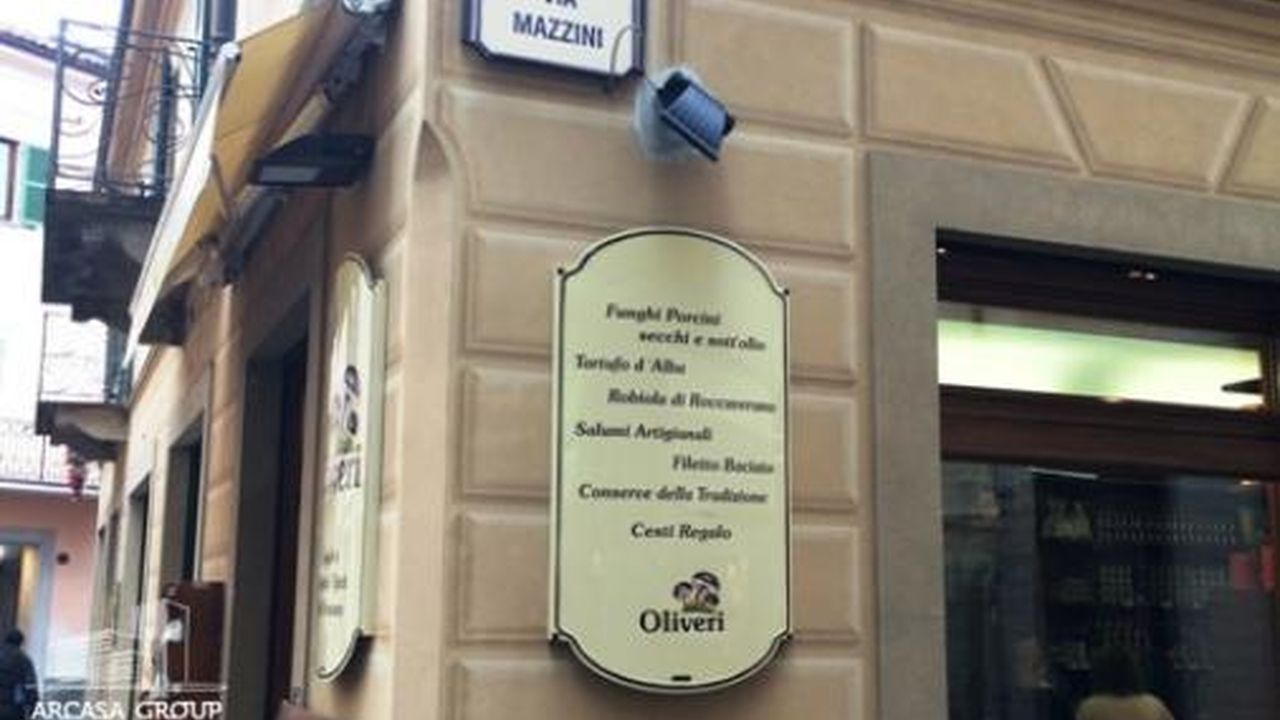 VIA
MAZZINI
Funghi Porcini
secchi e sott'olio
Tartufo d'Alba
Robiola di Roccaverano
Salumi Artigianali
Filetto Baciato
Conserve della Tradizione
Cesti Regalo
Oliveri
ARCASA GROUP